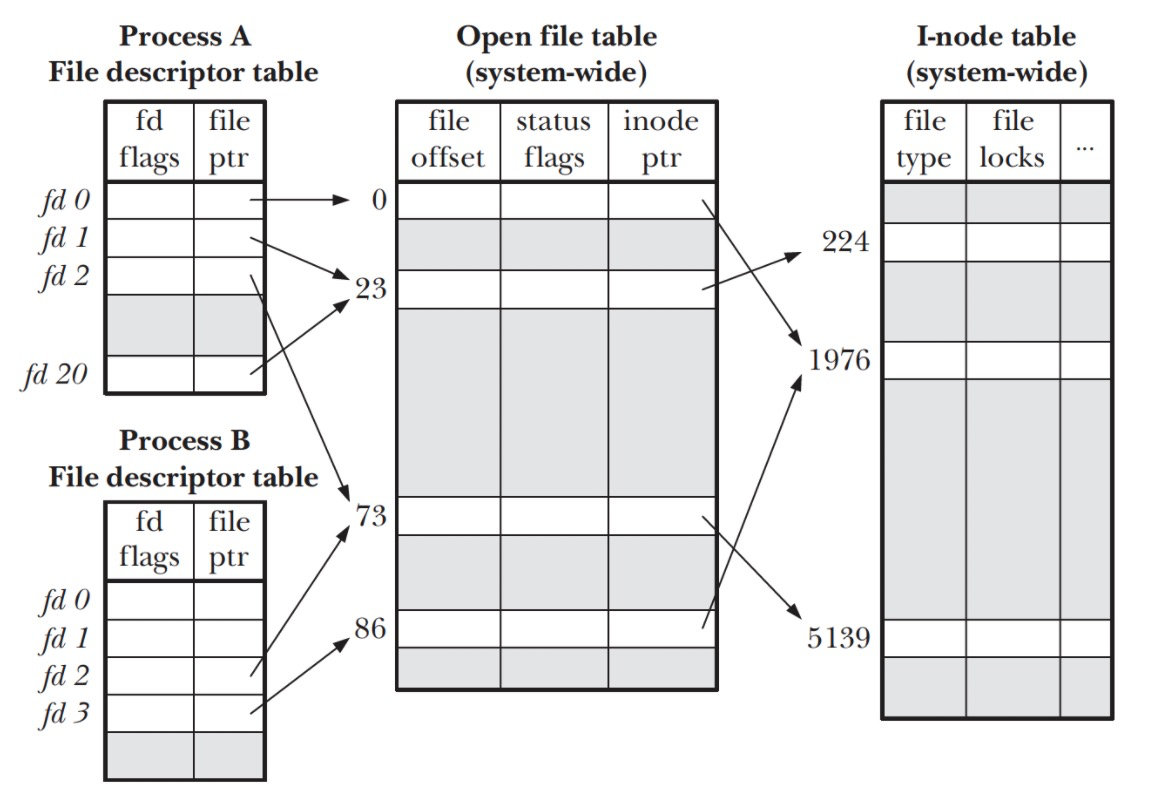 Process A
File descriptor table
fd
flags
file
ptr
fd 0
fd 1
fd 2
fd 20
Process B
File descriptor table
fd
flags
file
ptr
fd 0
fd 1
fd 2
fd 3
Open file table
(system-wide)
file
offset
status
flags
inode
ptr
0
23
73
86
I-node table
(system-wide)
file
type
file
locks
...
224
1976
5139